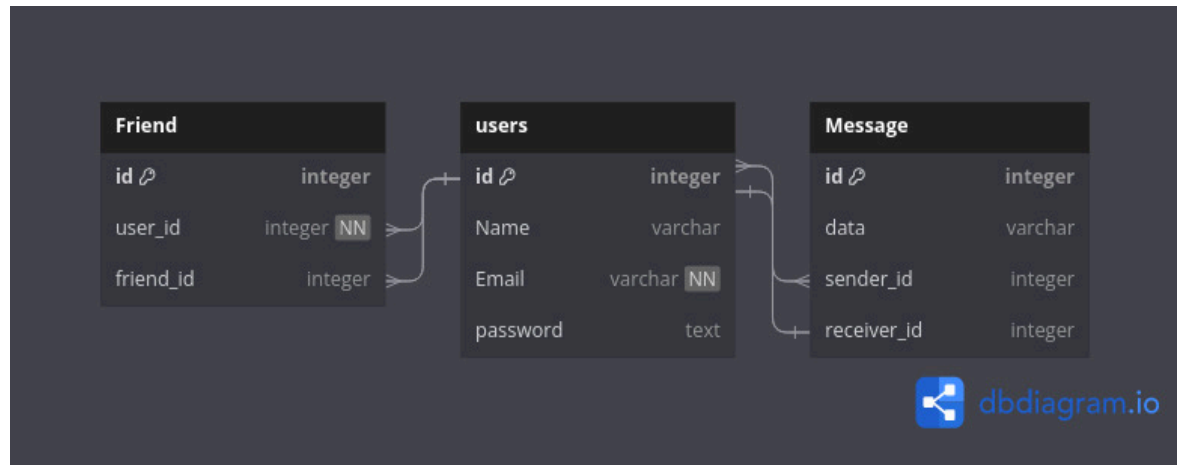 Friend
id integer
user_id integer NN
friend_id integer
users
id integer
Name varchar
Email varchar NN
password text
Message
id integer
data varchar
sender_id integer
receiver_id integer
dbdiagram.io